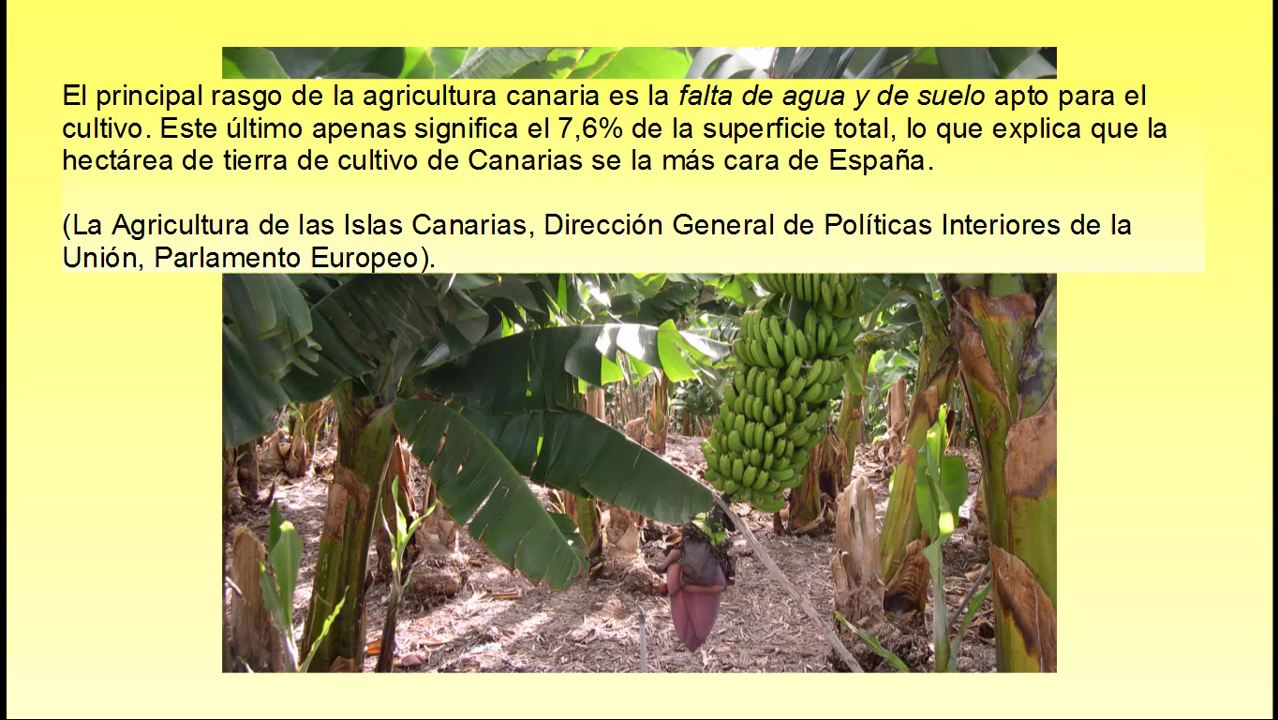 El principal rasgo de la agricultura canaria es la falta de agua y de suelo apto para el
cultivo. Este último apenas significa el 7,6% de la superficie total, lo que explica que la
hectárea de tierra de cultivo de Canarias se la más cara de España.
(La Agricultura de las Islas Canarias, Dirección General de Políticas Interiores de la
Unión, Parlamento Europeo).